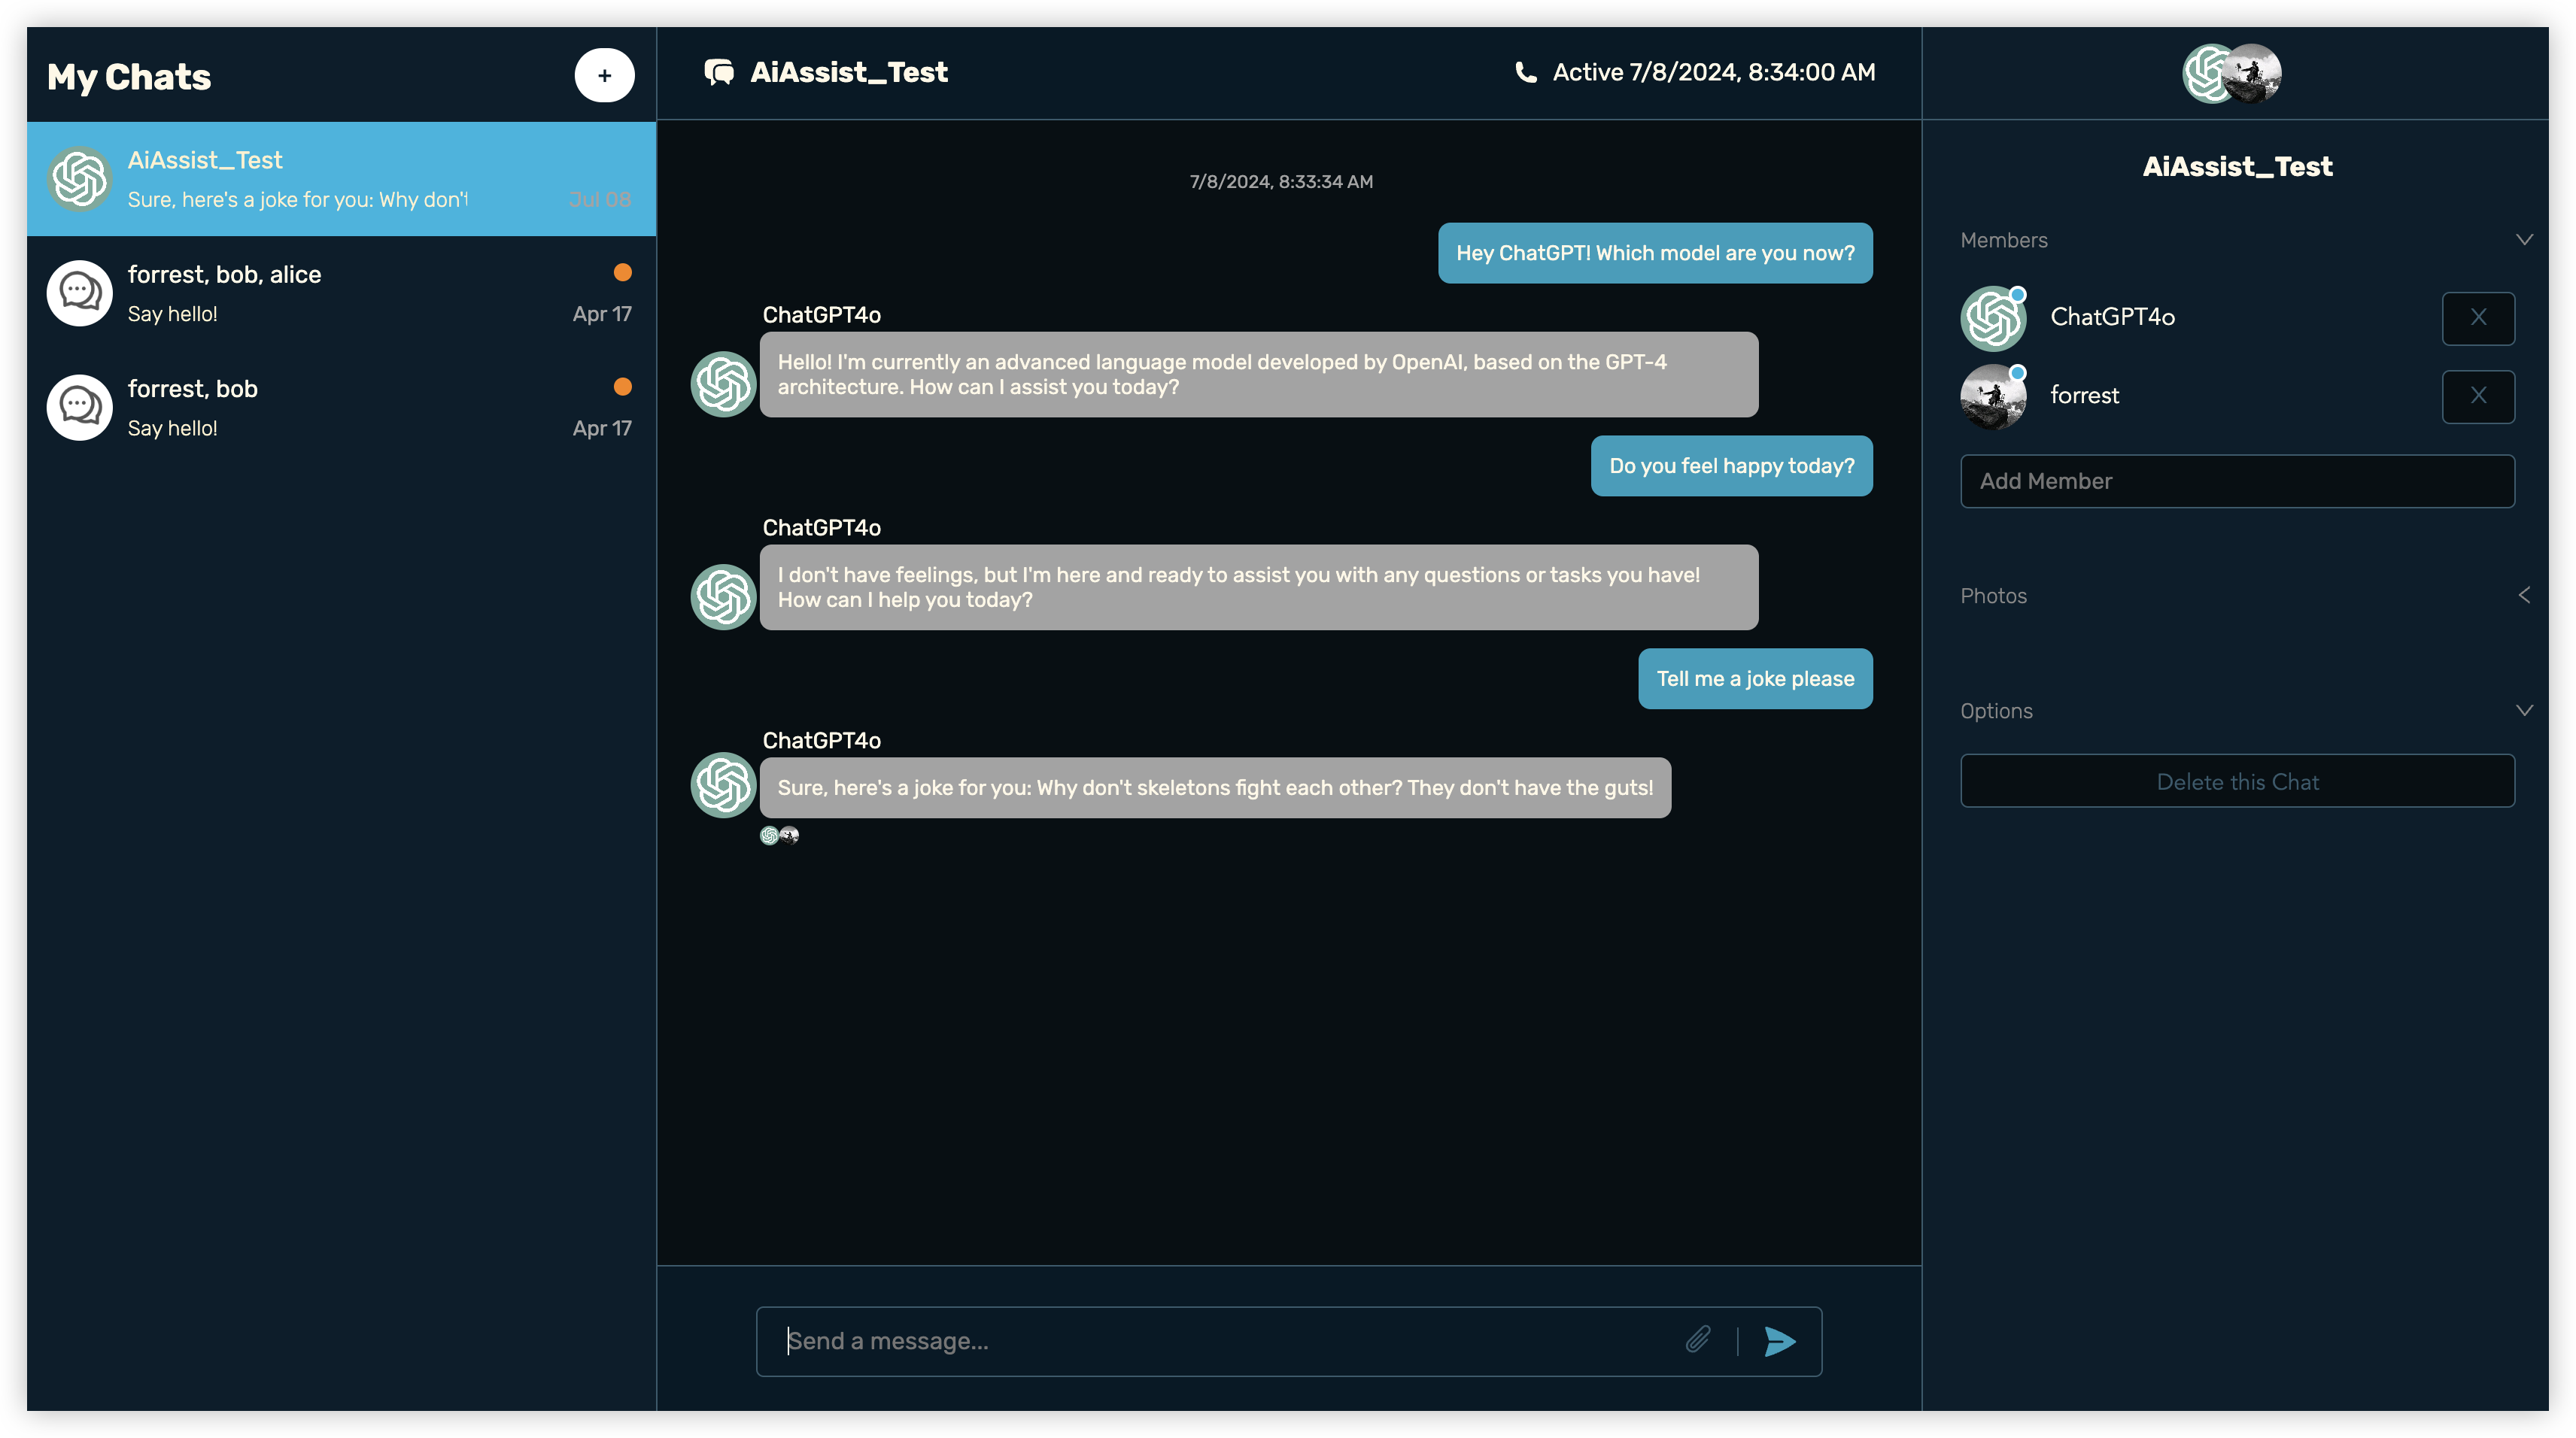 My Chats
+
AiAssist_Test
Sure, here's a joke for you: Why don't
Jul 08
forrest, bob, alice
Say hello!
Apr 17
forrest, bob
Say hello!
Apr 17
AiAssist_Test
Active 7/8/2024, 8:34:00 AM
7/8/2024, 8:33:34 AM
Hey ChatGPT! Which model are you now?
ChatGPT4o
Hello! I'm currently an advanced language model developed by OpenAI, based on the GPT-4
architecture. How can I assist you today?
Do you feel happy today?
ChatGPT4o
I don't have feelings, but I'm here and ready to assist you with any questions or tasks you have!
How can I help you today?
Tell me a joke please
ChatGPT4o
Sure, here's a joke for you: Why don't skeletons fight each other? They don't have the guts!
Send a message...
AiAssist_Test
Members
ChatGPT4o
X
forrest
X
Add Member
Photos
Options
Delete this Chat